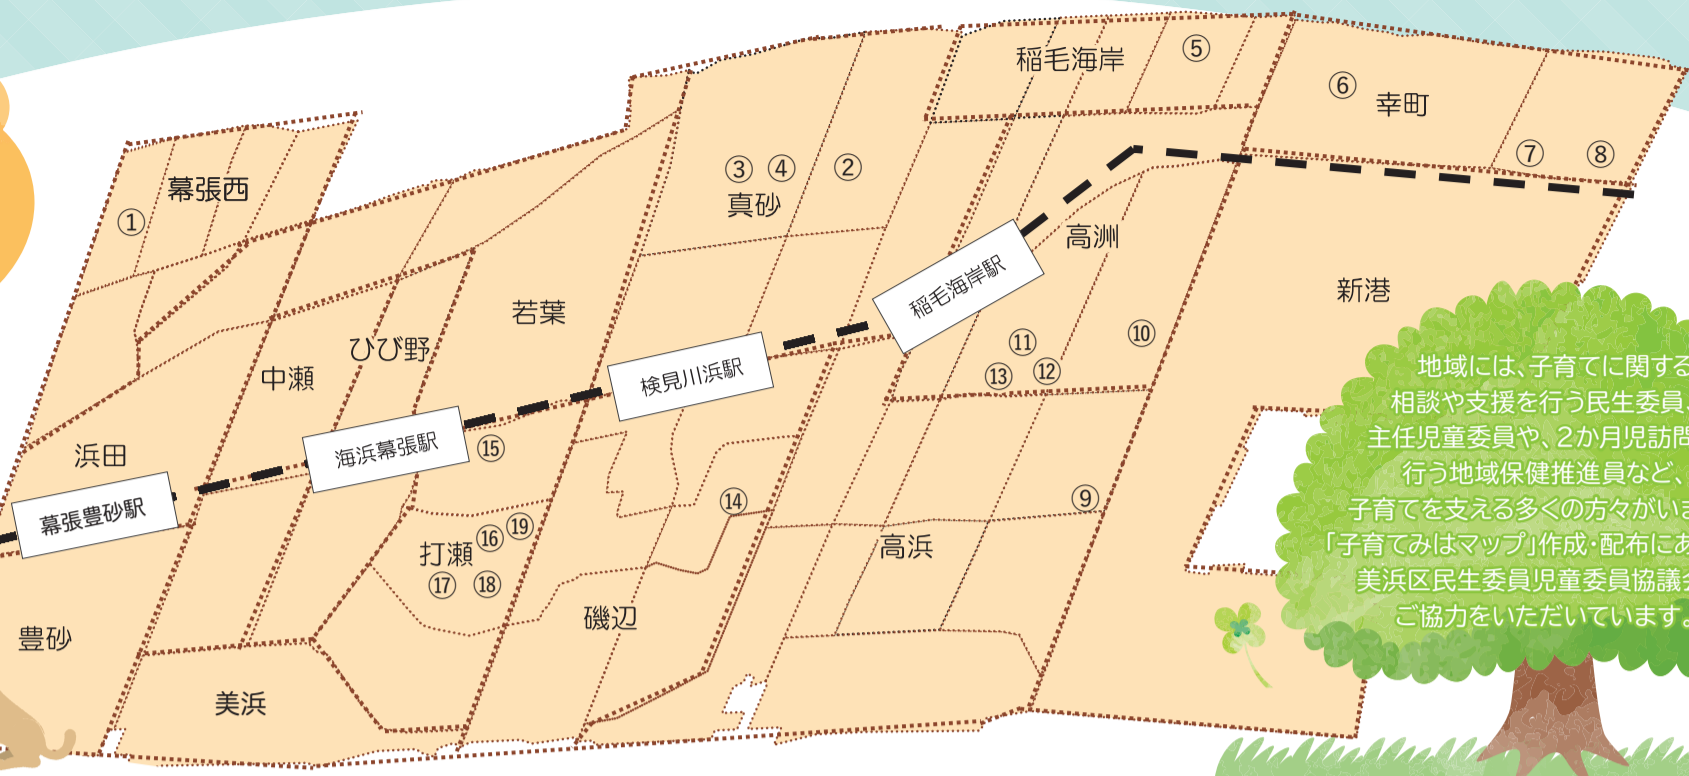 稲毛海岸
⑤
⑥
幸町
幕張西
①
③
④
②
真砂
⑦
⑧
高洲
新港
若葉
稲毛海岸駅
ひび野
中瀬
検見川浜駅
⑪
⑩
⑬
⑫
浜田
海浜幕張駅
⑮
幕張豊砂駅
⑭
⑨
打瀬
⑯
⑲
⑰
⑱
高浜
磯辺
豊砂
美浜
地域には、子育てに関する
相談や支援を行う民生委員、
主任児童委員や、２か月児訪問
行う地域保健推進員など、
子育てを支える多くの方々がいま
「子育てみはマップ」作成・配布にあ
美浜区民生委員児童委員協議会
ご協力をいただいています。